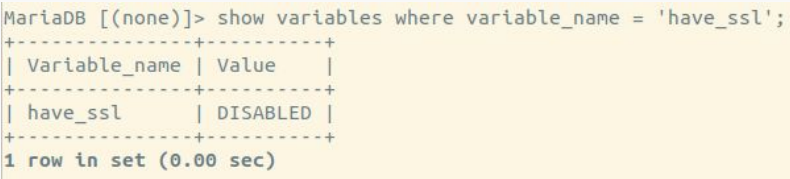 MariaDB [(none)]> show variables where variable_name = 'have_ssl';
+---------------+----------+
| Variable_name | Value    |
+---------------+----------+
| have_ssl      | DISABLED |
+---------------+----------+
1 row in set (0.00 sec)